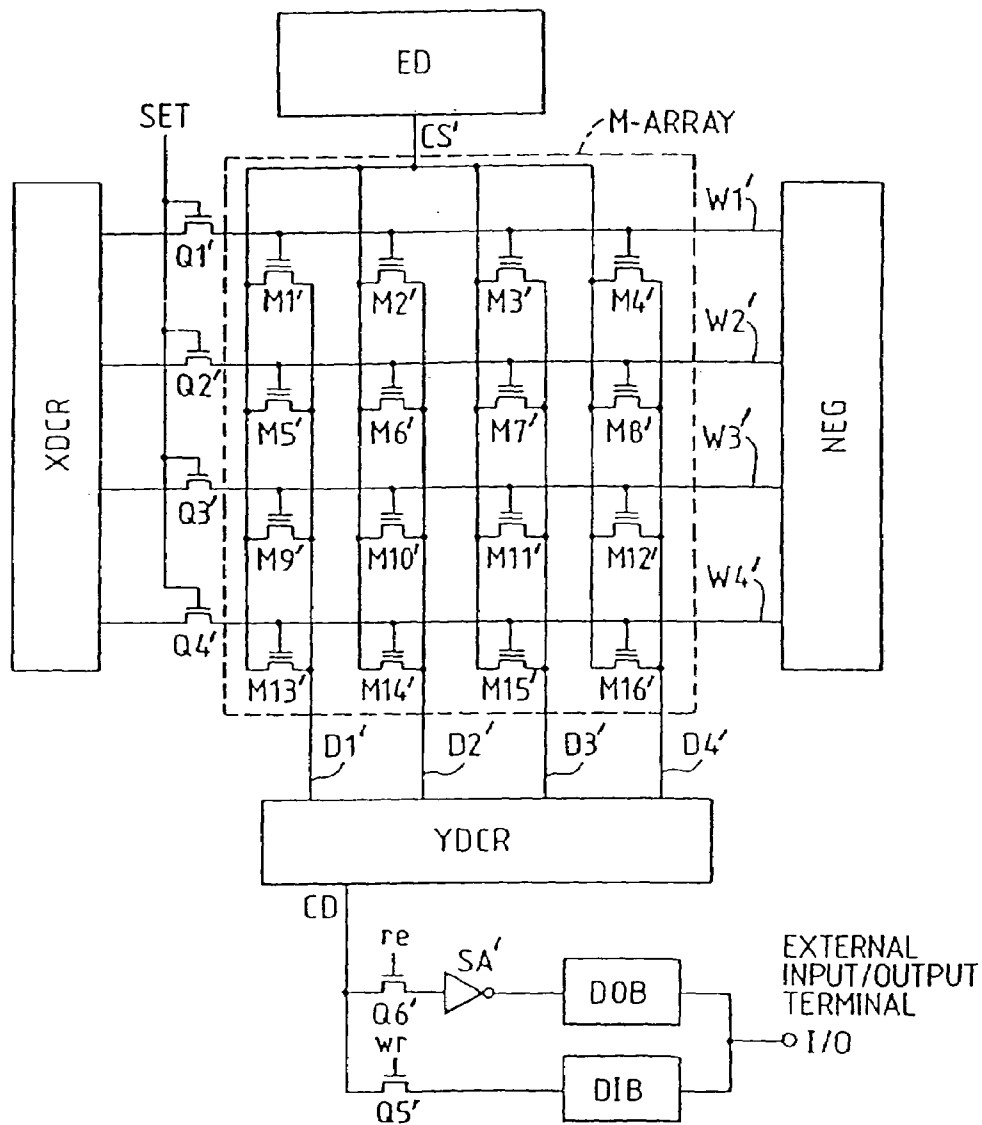 ED
SET
CS'
M-ARRAY
W1'
Q1'
M1' M2' M3' M4'
W2'
Q2'
M5' M6' M7' M8'
XDCR
NEG
W3'
Q3'
M9' M10' M11' M12'
W4'
Q4'
M13' M14' M15' M16'
D1' D2' D3' D4'
YDCR
CD
re
SA'
Q6'
DOB
EXTERNAL
INPUT/OUTPUT
TERMINAL
I/O
wr
Q5'
DIB